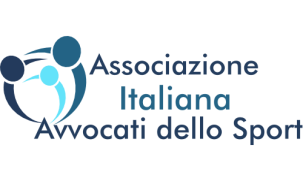 Associazione
Italiana
Avvocati dello Sport